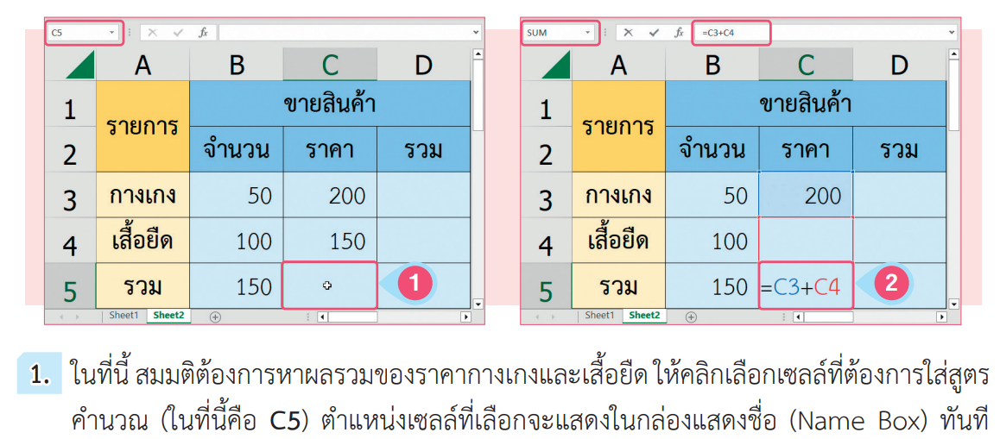 C5 fx
A B C D
1 รายการ ขายสินค้า
2 จำนวน ราคา รวม
3 กางเกง 50 200
4 เสื้อยืด 100 150
5 รวม 150 1
Sheet1 Sheet2
SUM fx =C3+C4
A B C D
1 รายการ ขายสินค้า
2 จำนวน ราคา รวม
3 กางเกง 50 200
4 เสื้อยืด 100
5 รวม 150 =C3+C4 2
Sheet1 Sheet2
1. ในที่นี้ สมมติต้องการหาผลรวมของราคากางเกงและเสื้อยืด ให้คลิกเลือกเซลล์ที่ต้องการใส่สูตร
คำนวณ (ในที่นี้คือ C5) ตำแหน่งเซลล์ที่เลือกจะแสดงในกล่องแสดงชื่อ (Name Box) ทันที